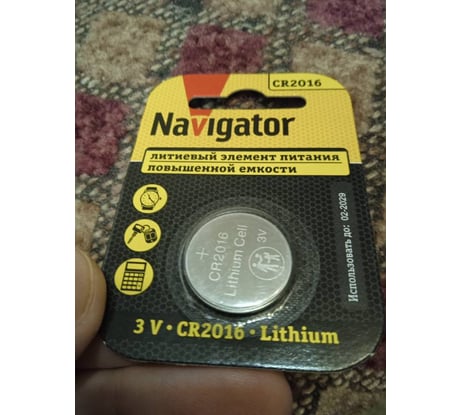 CR2016
Navigator
ЛИТИЕВЫЙ ЭЛЕМЕНТ ПИТАНИЯ
ПОВЫШЕННОЙ ЕМКОСТИ
+
CR2016
Lithium Cell
3V
Использовать до: 02-2029
3 V • CR2016 • Lithium